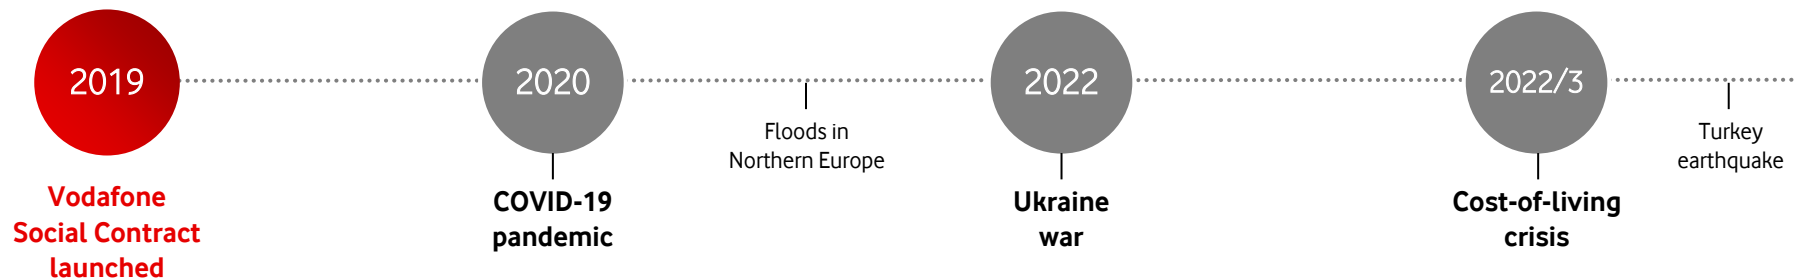 2019
Vodafone
Social Contract
launched
2020
COVID-19
pandemic
Floods in
Northern Europe
2022
Ukraine
war
2022/3
Cost-of-living
crisis
Turkey
earthquake